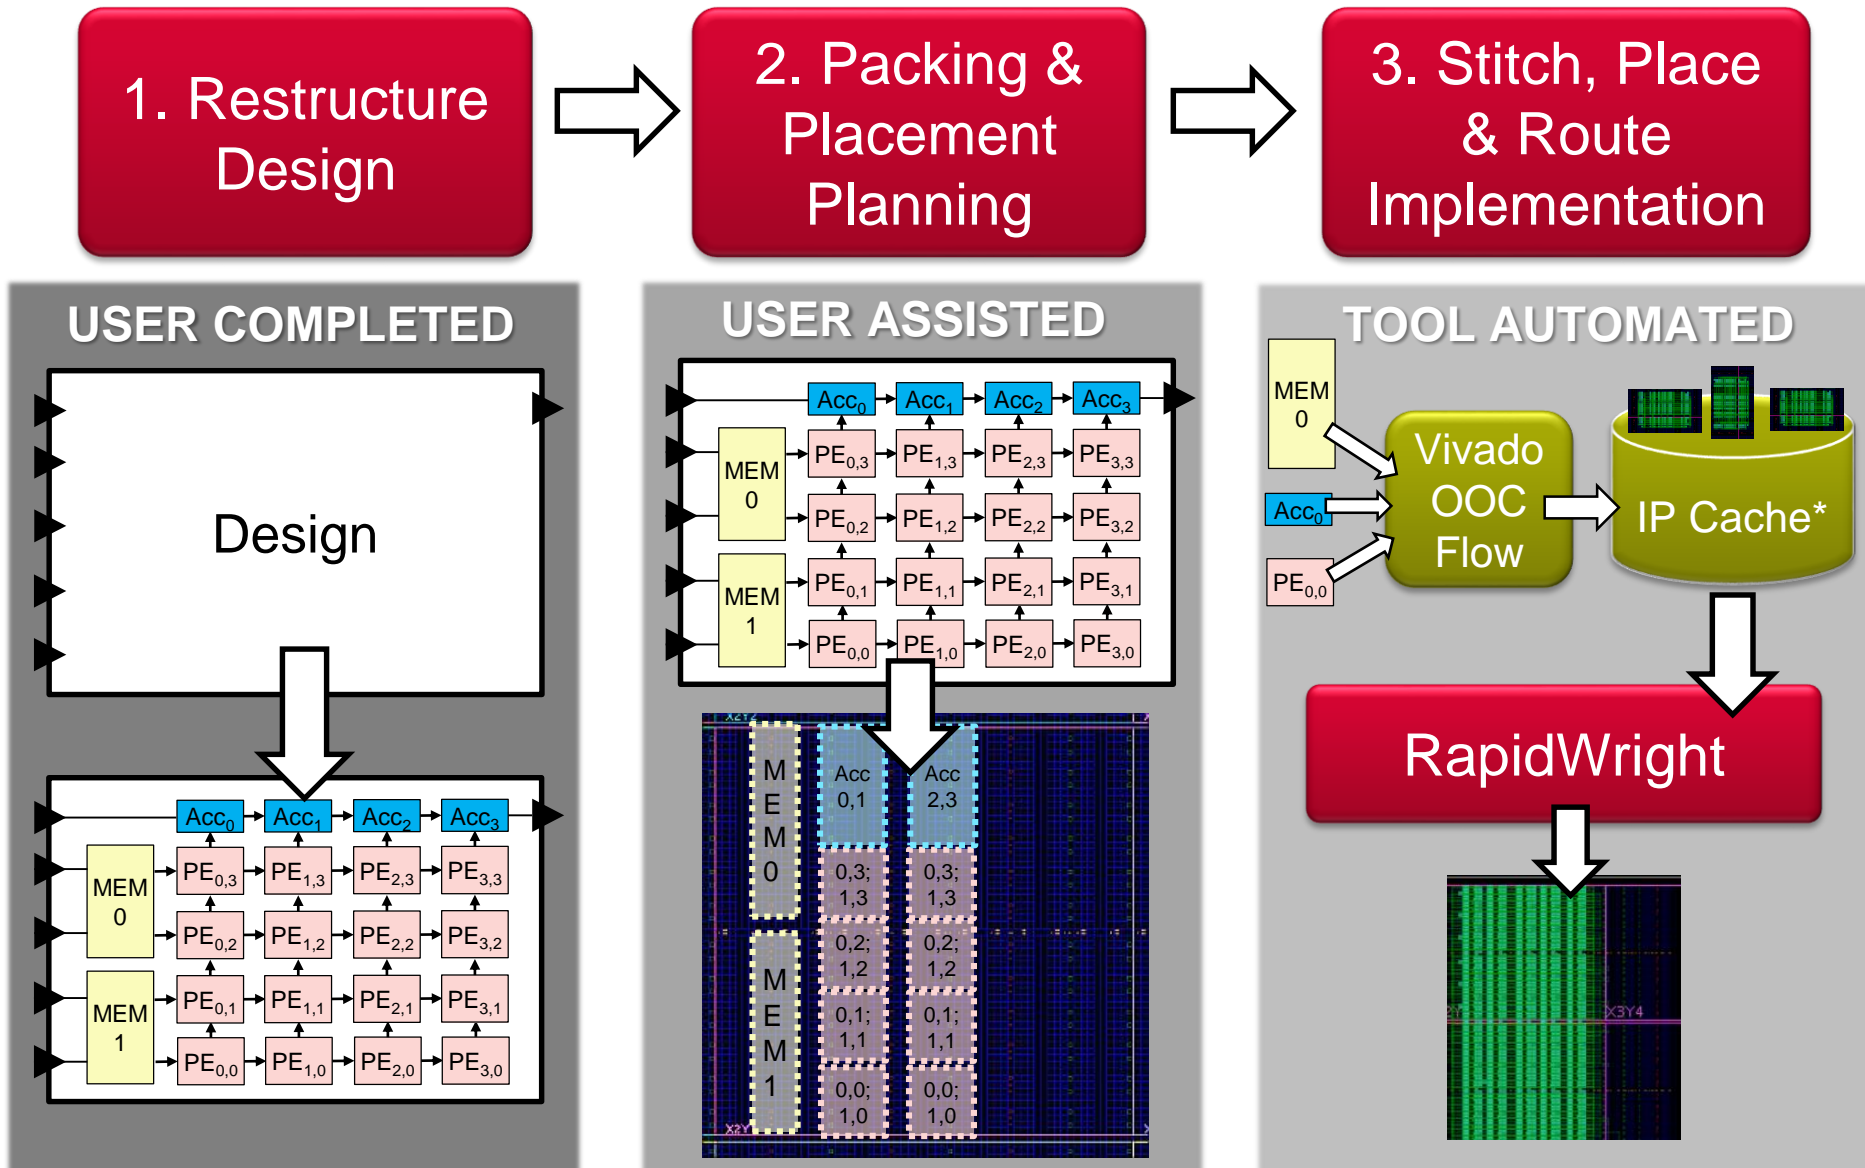 1. Restructure
Design
2. Packing &
Placement
Planning
3. Stitch, Place
& Route
Implementation
USER COMPLETED
Design
Acc0 Acc1 Acc2 Acc3
MEM
0
PE0,3 PE1,3 PE2,3 PE3,3
PE0,2 PE1,2 PE2,2 PE3,2
MEM
1
PE0,1 PE1,1 PE2,1 PE3,1
PE0,0 PE1,0 PE2,0 PE3,0
USER ASSISTED
Acc0 Acc1 Acc2 Acc3
MEM
0
PE0,3 PE1,3 PE2,3 PE3,3
PE0,2 PE1,2 PE2,2 PE3,2
MEM
1
PE0,1 PE1,1 PE2,1 PE3,1
PE0,0 PE1,0 PE2,0 PE3,0
X2Y2
M
E
M
0
M
E
M
1
Acc
0,1
Acc
2,3
0,3;
1,3
0,3;
1,3
0,2;
1,2
0,2;
1,2
0,1;
1,1
0,1;
1,1
0,0;
1,0
0,0;
1,0
TOOL AUTOMATED
MEM
0
Acc0
PE0,0
Vivado
OOC
Flow
IP Cache*
RapidWright
X3Y4